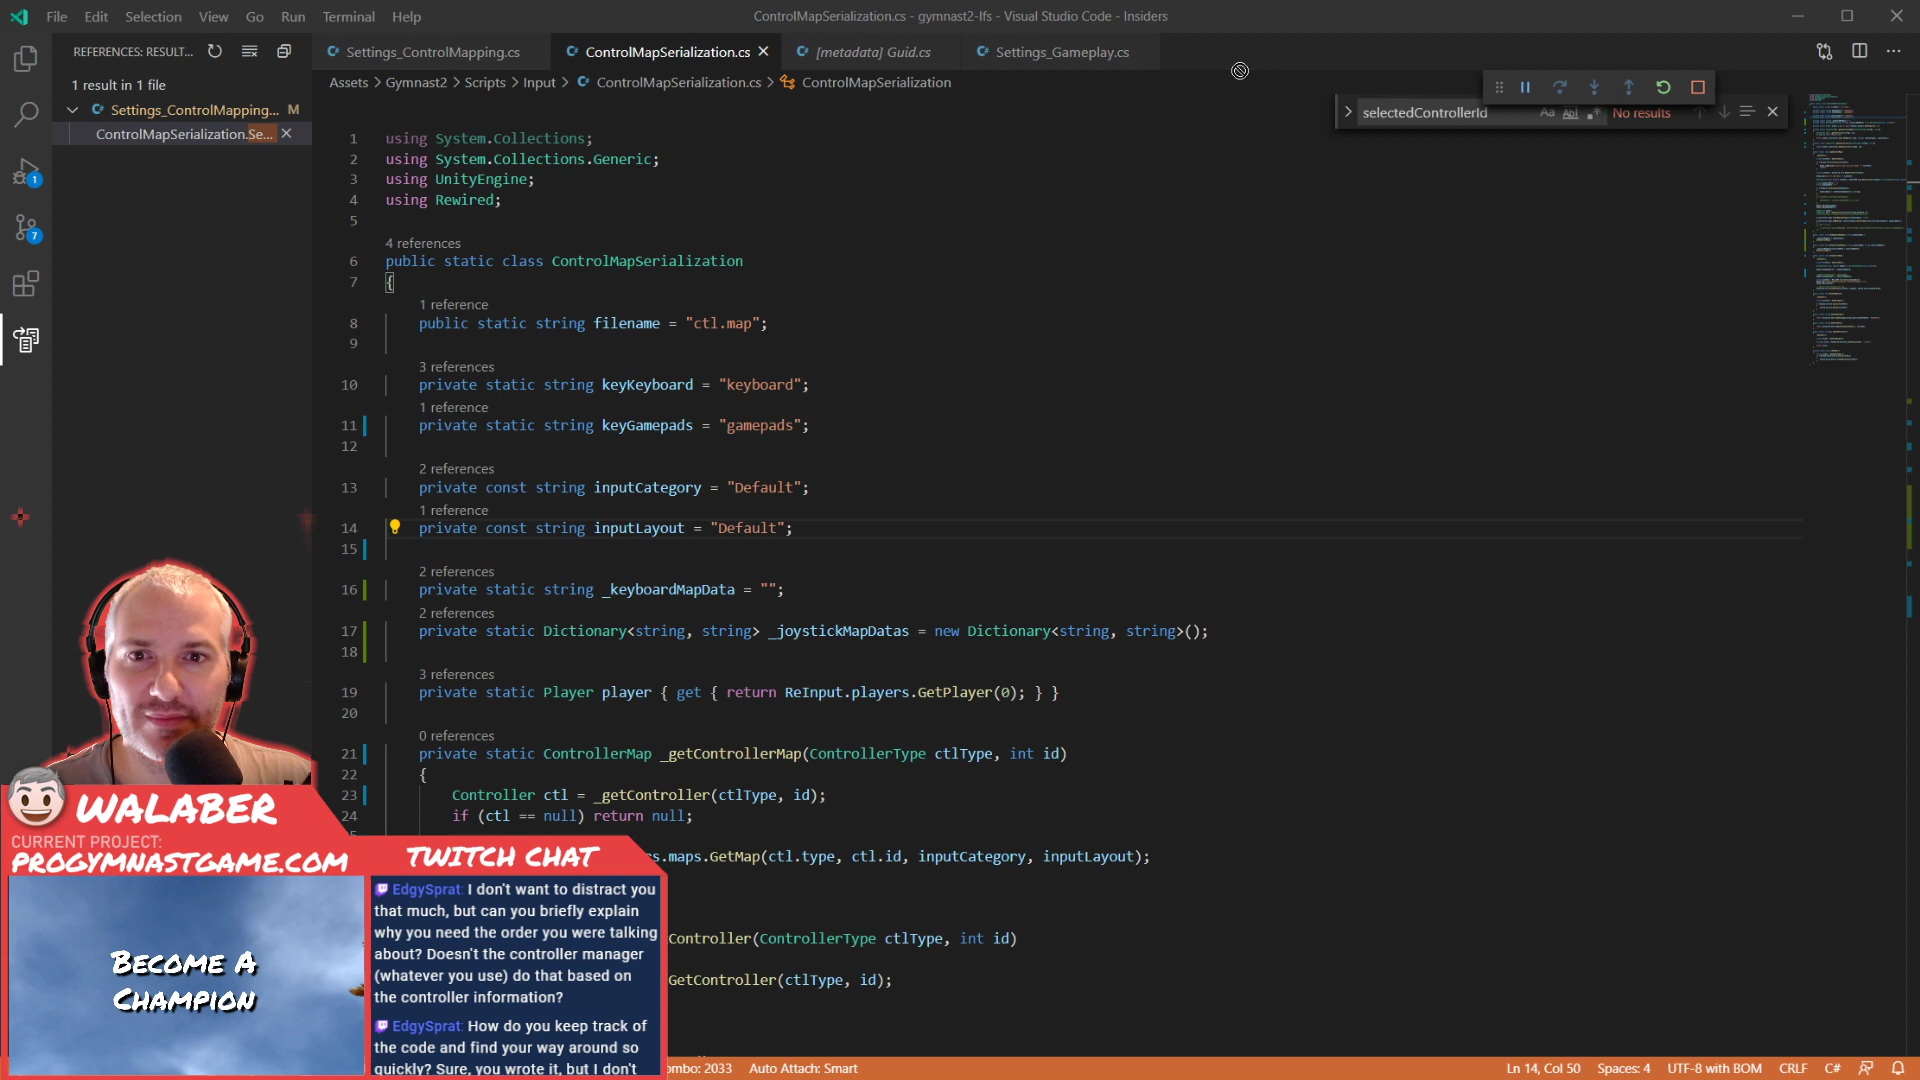 File Edit Selection View Go Run Terminal Help
ControlMapSerialization.cs - gymnast2-lfs - Visual Studio Code - Insiders
REFERENCES: RESULT...
Settings_ControlMapping.cs
ControlMapSerialization.cs
[metadata] Guid.cs
Settings_Gameplay.cs
1 result in 1 file
Settings_ControlMapping... M
ControlMapSerialization.Se...
Assets > Gymnast2 > Scripts > Input > ControlMapSerialization.cs > ControlMapSerialization
selectedControllerId Aa Abl No results
1 using System.Collections;
2 using System.Collections.Generic;
3 using UnityEngine;
4 using Rewired;
5
4 references
6 public static class ControlMapSerialization
7 {
1 reference
8 public static string filename = "ctl.map";
9
3 references
10 private static string keyKeyboard = "keyboard";
1 reference
11 private static string keyGamepads = "gamepads";
12
2 references
13 private const string inputCategory = "Default";
1 reference
14 private const string inputLayout = "Default";
15
2 references
16 private static string _keyboardMapData = "";
2 references
17 private static Dictionary<string, string> _joystickMapDatas = new Dictionary<string, string>();
18
3 references
19 private static Player player { get { return ReInput.players.GetPlayer(0); } }
20
0 references
21 private static ControllerMap _getControllerMap(ControllerType ctlType, int id)
22 {
23 Controller ctl = _getController(ctlType, id);
24 if (ctl == null) return null;
s.maps.GetMap(ctl.type, ctl.id, inputCategory, inputLayout);
Controller(ControllerType ctlType, int id)
GetController(ctlType, id);
1
7
WALABER
CURRENT PROJECT:
PROGYMNASTGAME.COM
BECOME A
CHAMPION
TWITCH CHAT
EdgySprat: I don't want to distract you
that much, but can you briefly explain
why you need the order you were talking
about? Doesn't the controller manager
(whatever you use) do that based on
the controller information?
EdgySprat: How do you keep track of
the code and find your way around so
quickly? Sure, you wrote it, but I don't
ombo: 2033 Auto Attach: Smart
Ln 14, Col 50 Spaces: 4 UTF-8 with BOM CRLF C#